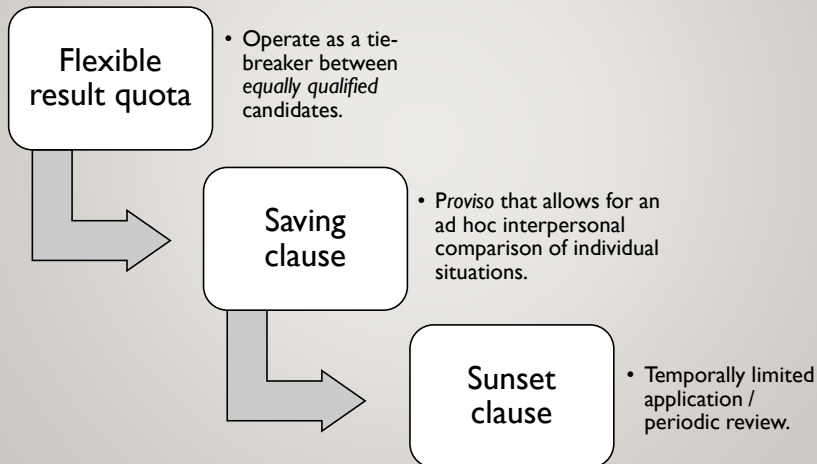 Flexible
result quota
• Operate as a tie-
breaker between
equally qualified
candidates.
Saving
clause
• Proviso that allows for an
ad hoc interpersonal
comparison of individual
situations.
Sunset
clause
• Temporally limited
application /
periodic review.